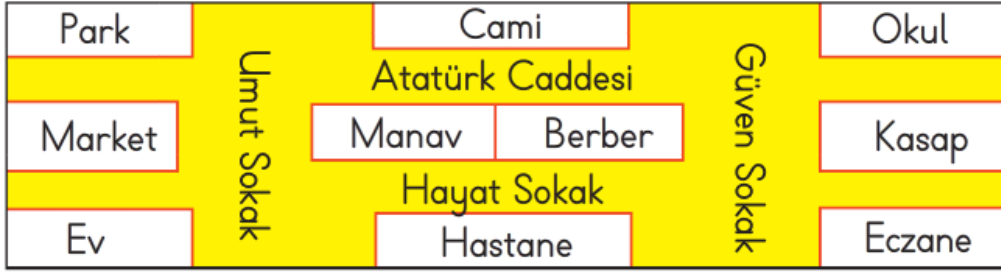 Park
Cami
Okul
Umut Sokak
Atatürk Caddesi
Güven Sokak
Market
Manav
Berber
Kasap
Hayat Sokak
Ev
Hastane
Eczane